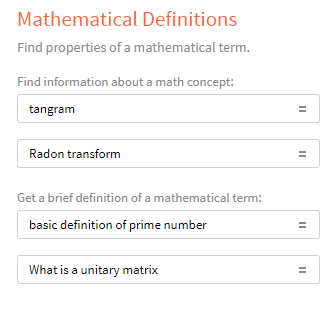 Mathematical Definitions
Find properties of a mathematical term.
Find information about a math concept:
tangram =
Radon transform =
Get a brief definition of a mathematical term:
basic definition of prime number =
What is a unitary matrix =